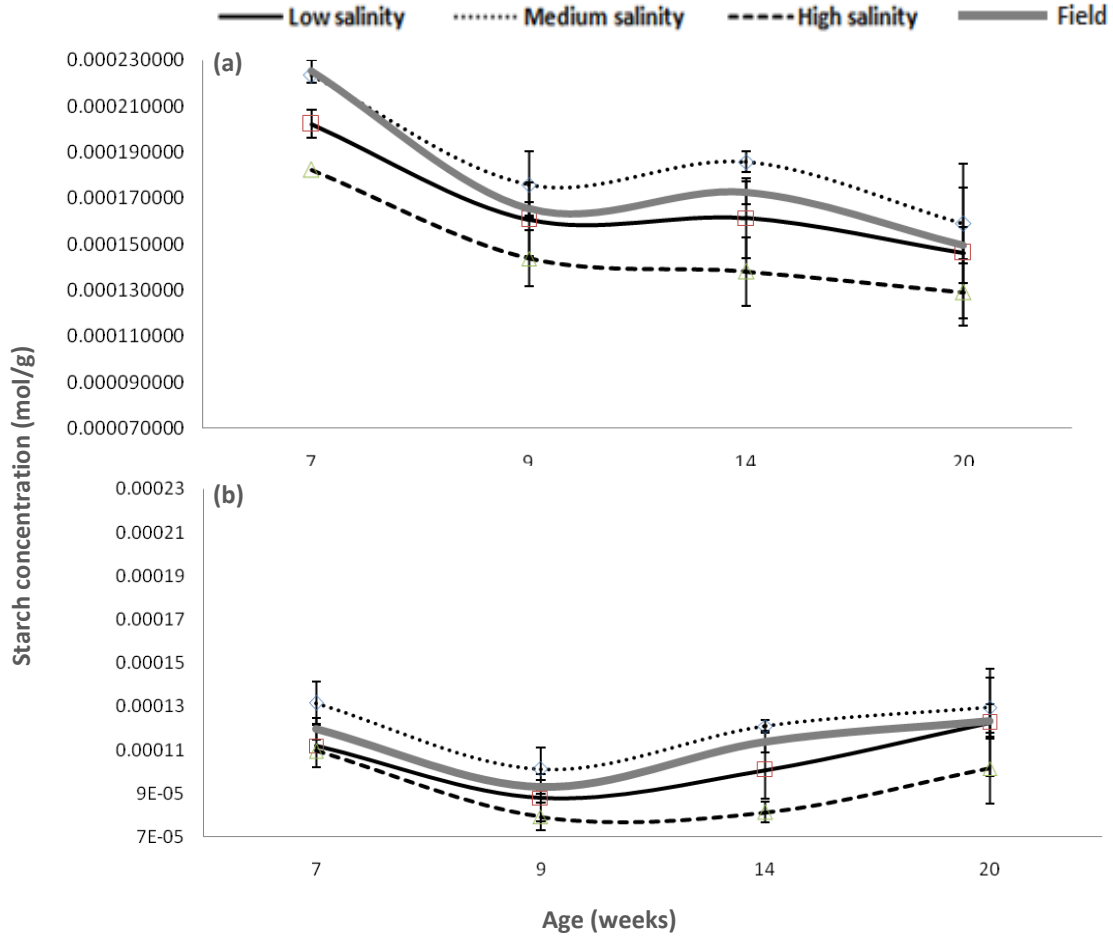 Low salinity Medium salinity High salinity Field
(a)
0.000230000
0.000210000
0.000190000
0.000170000
0.000150000
0.000130000
0.000110000
0.000090000
0.000070000
7 9 14 20
Starch concentration (mol/g)
(b)
0.00023
0.00021
0.00019
0.00017
0.00015
0.00013
0.00011
9E-05
7E-05
7 9 14 20
Age (weeks)